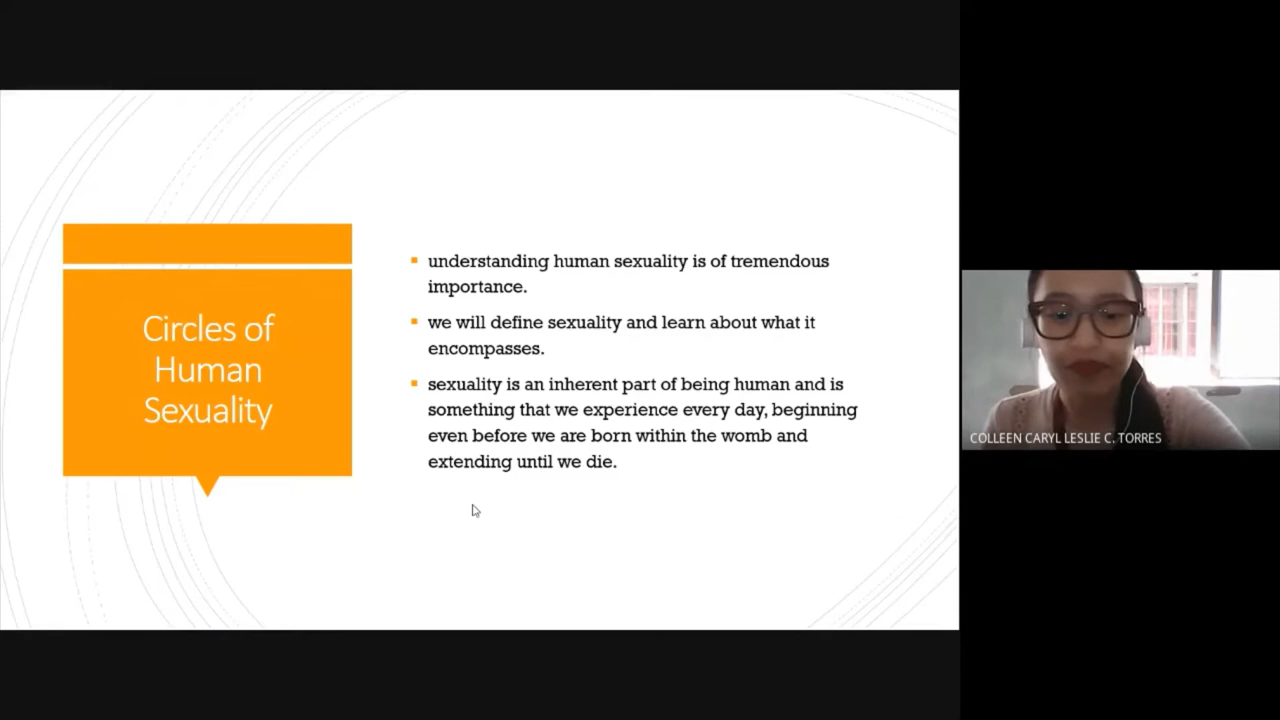 Circles of
Human
Sexuality
understanding human sexuality is of tremendous
importance.
we will define sexuality and learn about what it
encompasses.
sexuality is an inherent part of being human and is
something that we experience every day, beginning
even before we are born within the womb and
extending until we die.
COLLEEN CARYL LESLIE C. TORRES